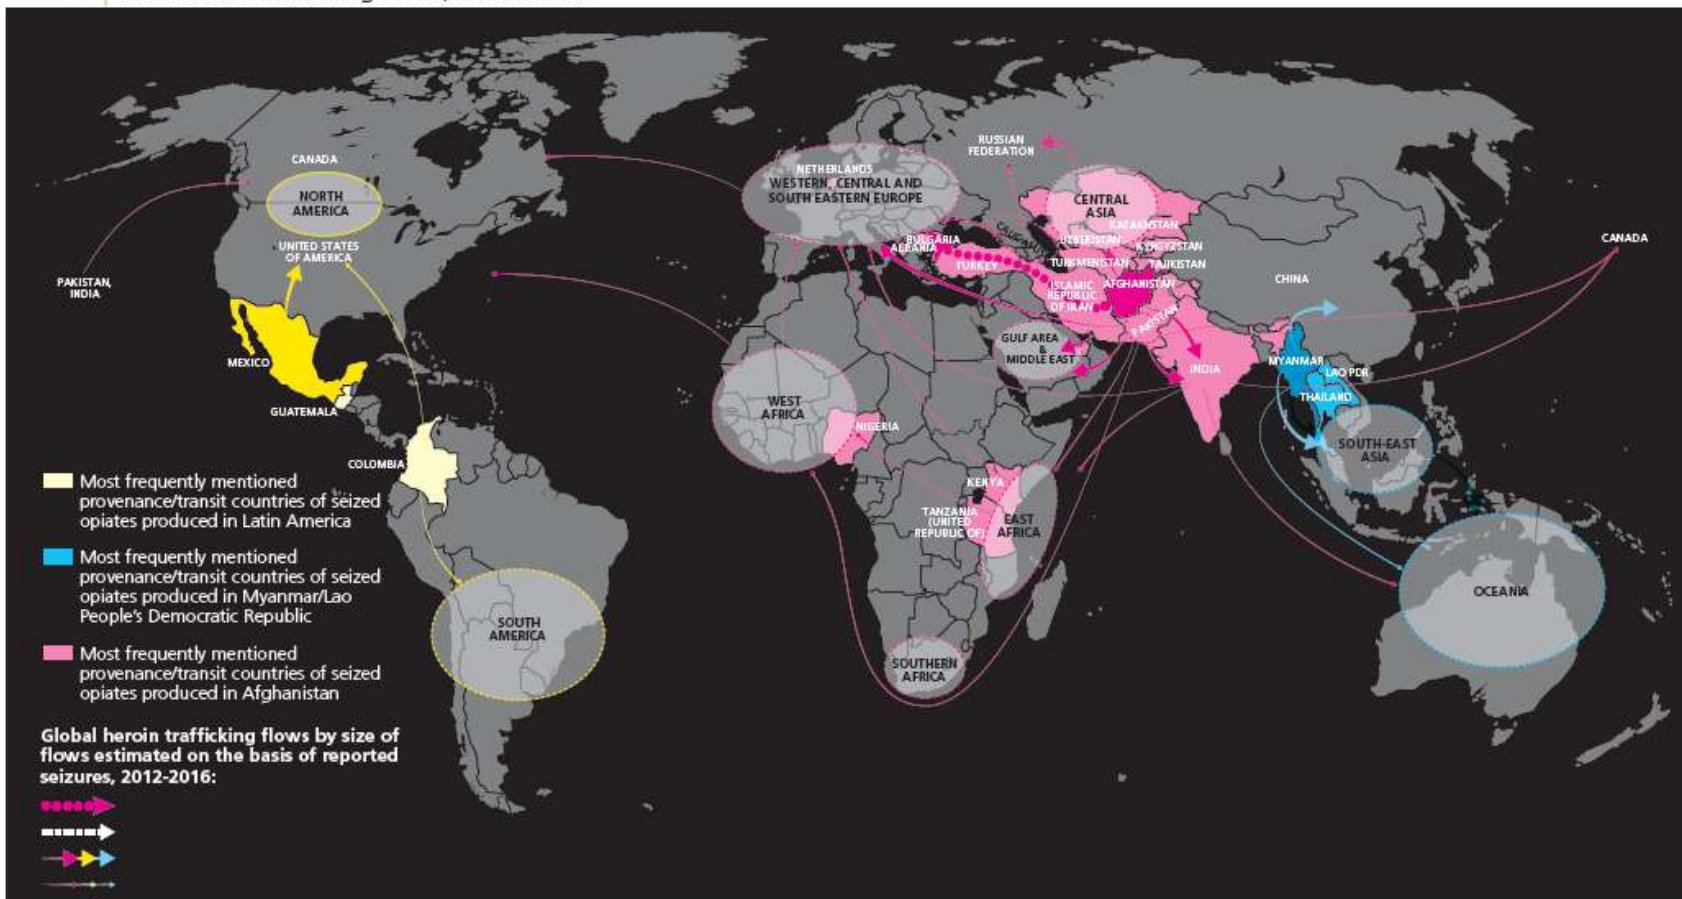 CANADA
NORTH
AMERICA
UNITED STATES
OF AMERICA
PAKISTAN,
INDIA
MEXICO
GUATEMALA
COLOMBIA
SOUTH
AMERICA
NETHERLANDS
WESTERN, CENTRAL AND
SOUTH EASTERN EUROPE
RUSSIAN
FEDERATION
CENTRAL
ASIA
KAZAKHSTAN
UZBEKISTAN
KYRGYZSTAN
BULGARIA
ALBANIA
TURKEY
TURKMENISTAN
TAJIKISTAN
ISLAMIC
REPUBLIC
OF IRAN
AFGHANISTAN
PAKISTAN
CHINA
CANADA
GULF AREA
&
MIDDLE EAST
INDIA
MYANMAR
LAO PDR
THAILAND
SOUTH-EAST
ASIA
WEST
AFRICA
NIGERIA
KENYA
TANZANIA
(UNITED
REPUBLIC OF)
EAST
AFRICA
SOUTHERN
AFRICA
OCEANIA
Most frequently mentioned
provenance/transit countries of seized
opiates produced in Latin America
Most frequently mentioned
provenance/transit countries of seized
opiates produced in Myanmar/Lao
People's Democratic Republic
Most frequently mentioned
provenance/transit countries of seized
opiates produced in Afghanistan
Global heroin trafficking flows by size of
flows estimated on the basis of reported
seizures, 2012-2016: